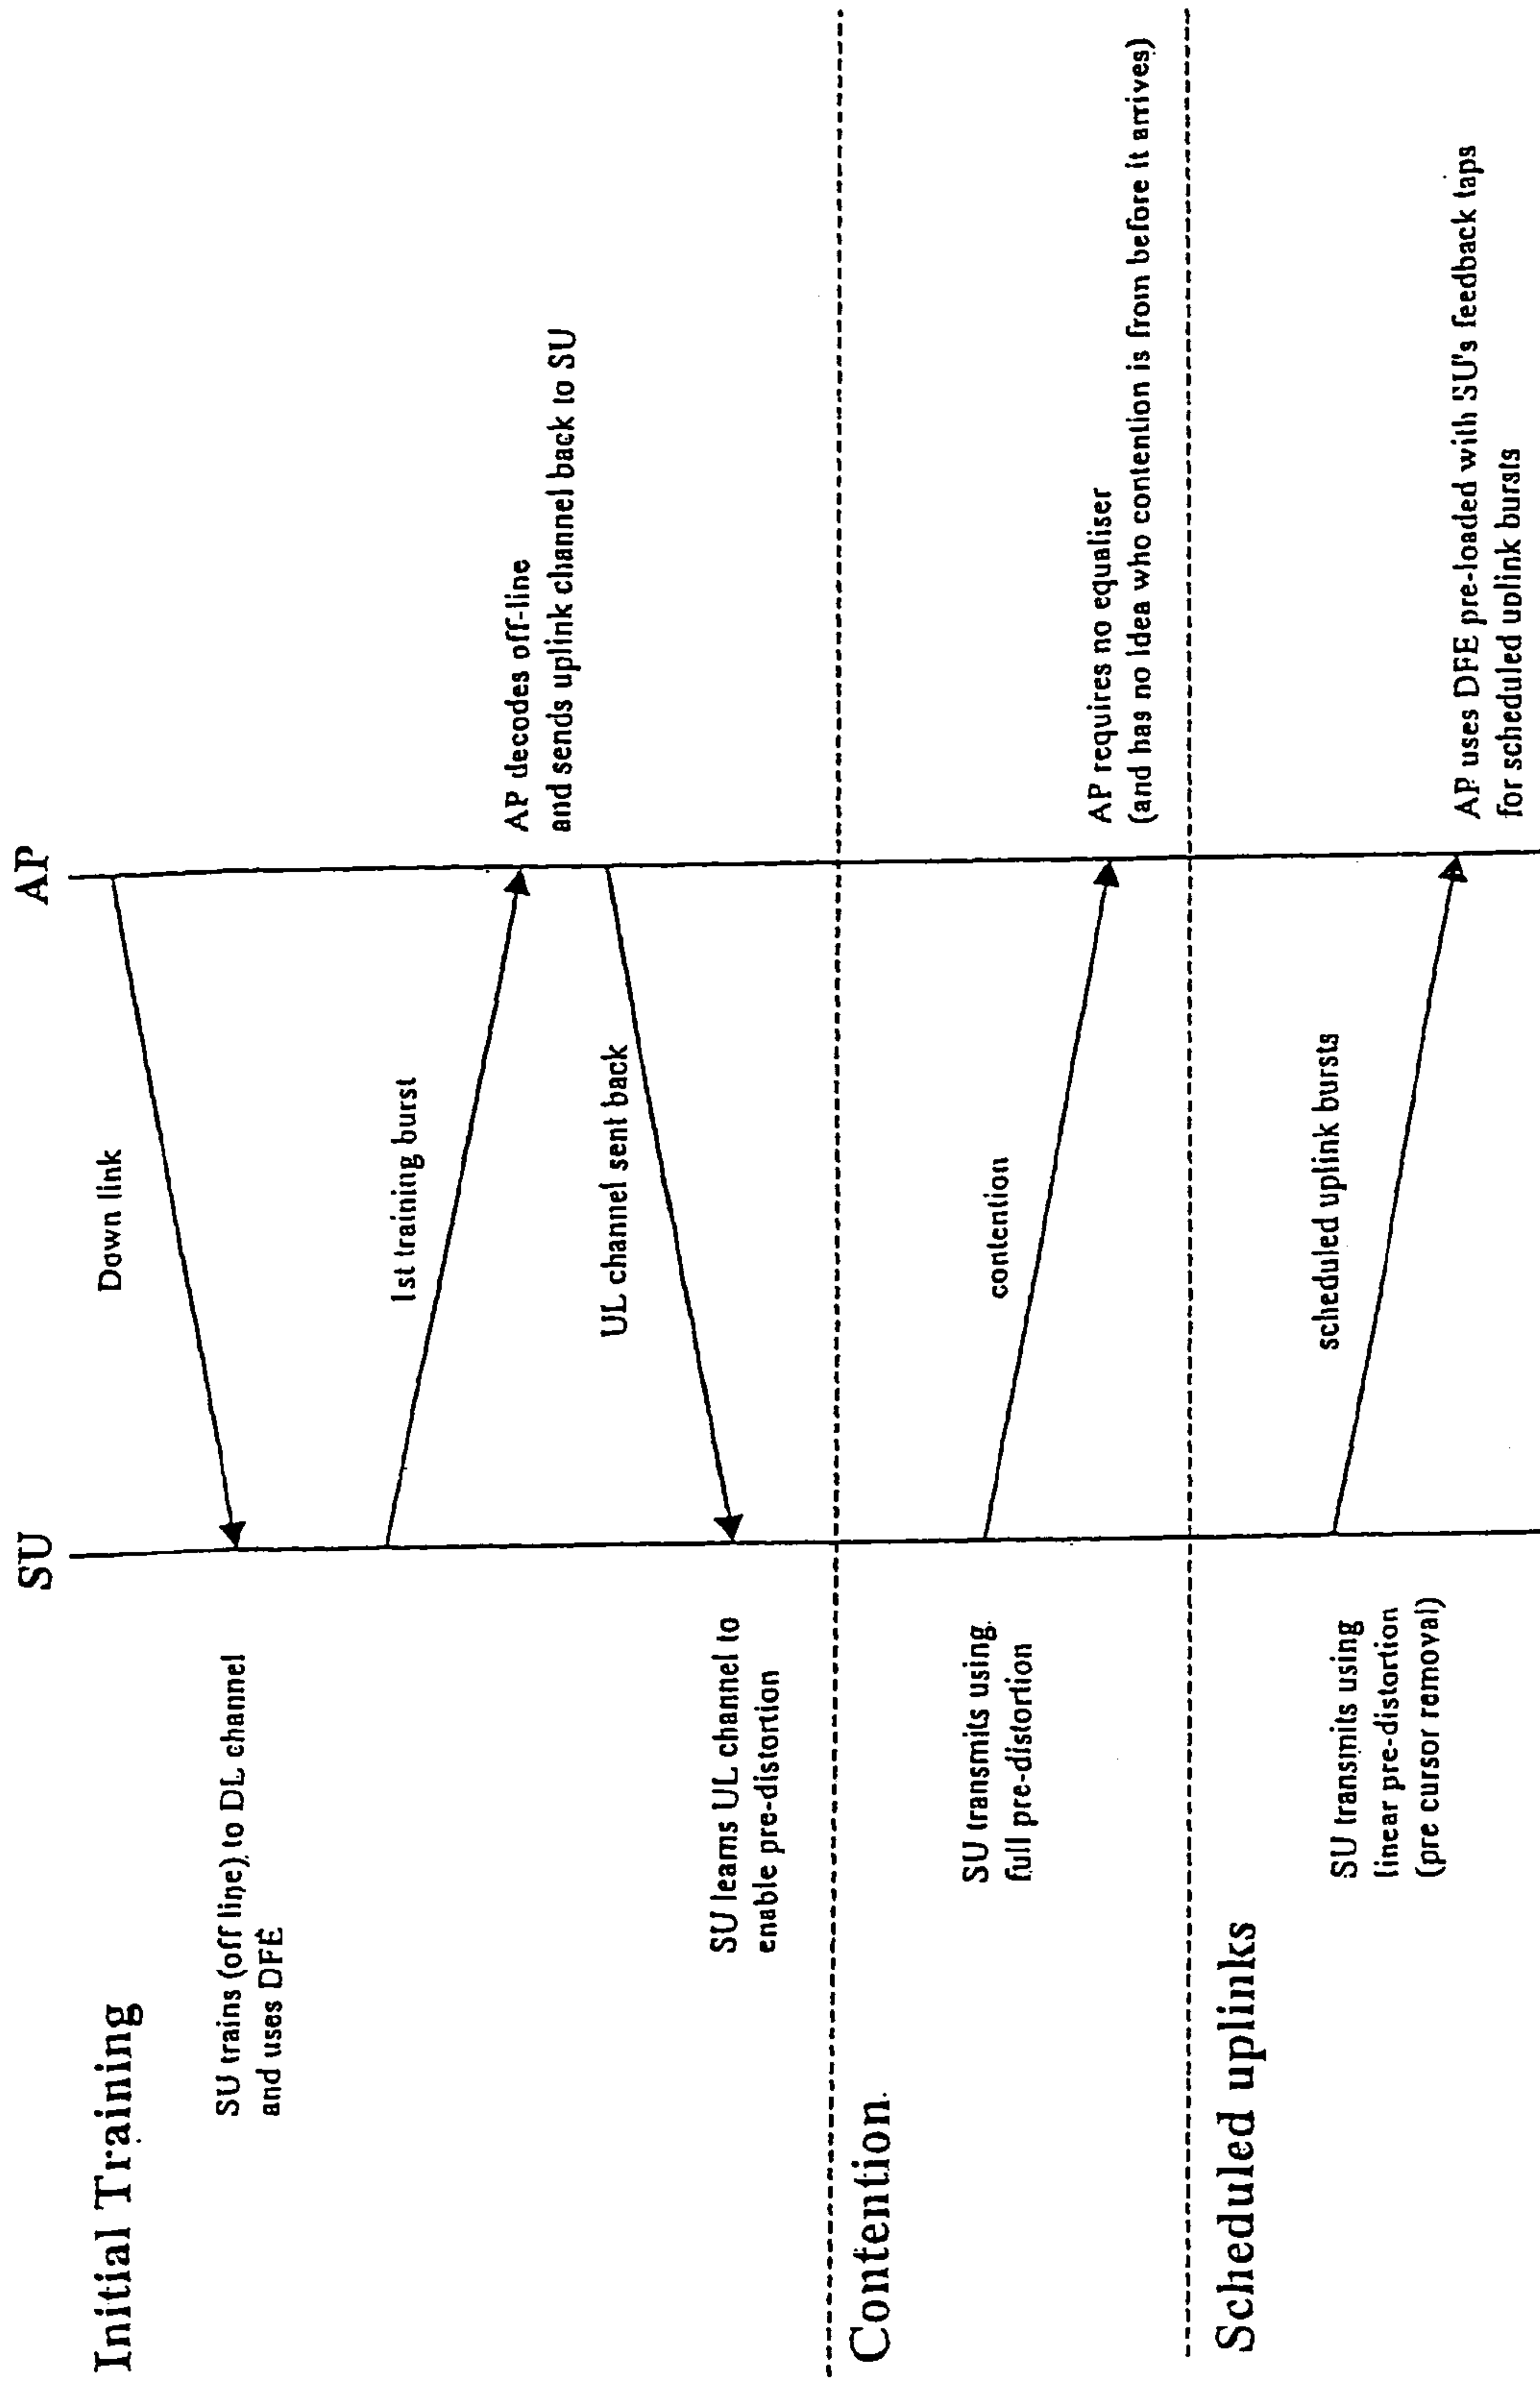 SU
AP
Initial Training
Down link
SU trains (off line) to DL channel
and uses DFE
1st training burst
AP decodes off-line
and sends uplink channel back to SU
UL channel sent back
SU learns UL channel to
enable pre-distortion
Contention
contention
SU transmits using
full pre-distortion
AP requires no equaliser
(and has no idea who contention is from before it arrives)
Scheduled uplinks
scheduled uplink bursts
SU transmits using
linear pre-distortion
(pre cursor removal)
AP uses DFE pre-loaded with SU's feedback taps
for scheduled uplink bursts